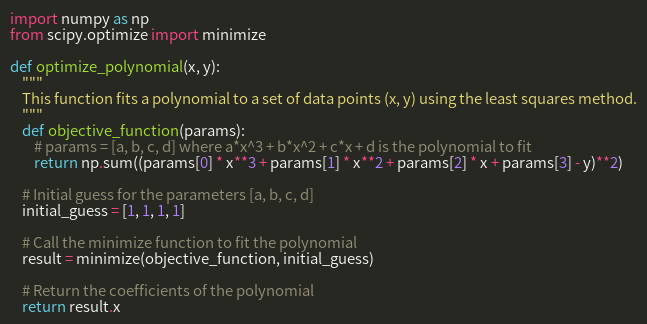 import numpy as np
from scipy.optimize import minimize

def optimize_polynomial(x, y):
    """
    This function fits a polynomial to a set of data points (x, y) using the least squares method.
    """
    def objective_function(params):
        # params = [a, b, c, d] where a*x^3 + b*x^2 + c*x + d is the polynomial to fit
        return np.sum((params[0] * x**3 + params[1] * x**2 + params[2] * x + params[3] - y)**2)

    # Initial guess for the parameters [a, b, c, d]
    initial_guess = [1, 1, 1, 1]

    # Call the minimize function to fit the polynomial
    result = minimize(objective_function, initial_guess)

    # Return the coefficients of the polynomial
    return result.x